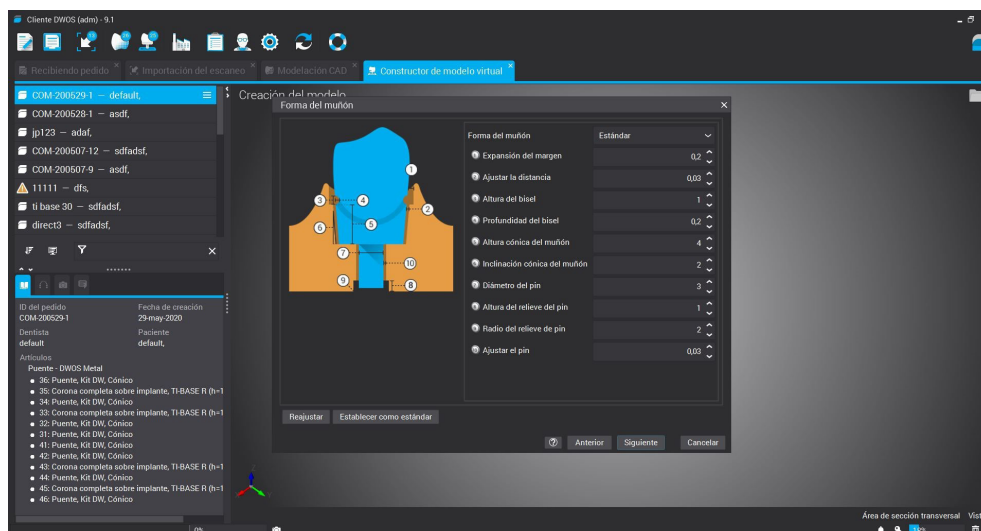 Cliente DWOS (adm) - 9.1
Recibiendo pedido
Importación del escaneo
Modelación CAD
Constructor de modelo virtual
COM-200529-1 — default,
COM-200528-1 — asdf,
jp123 — adaf,
COM-200507-12 — sdfadsf,
COM-200507-9 — asdf,
11111 — dfs,
ti base 30 — sdfadsf,
direct3 — sdfadsf,
ID del pedido
Fecha de creación
COM-200529-1
29-may-2020
Dentista
Paciente
default
default,
Artículos
Puente - DWOS Metal
36: Puente, Kit DW, Cónico
35: Corona completa sobre implante, TI-BASE R (h=1
34: Puente, Kit DW, Cónico
33: Corona completa sobre implante, TI-BASE R (h=1
32: Puente, Kit DW, Cónico
31: Puente, Kit DW, Cónico
41: Puente, Kit DW, Cónico
42: Puente, Kit DW, Cónico
43: Corona completa sobre implante, TI-BASE R (h=1
44: Puente, Kit DW, Cónico
45: Corona completa sobre implante, TI-BASE R (h=1
46: Puente, Kit DW, Cónico
0%
Creación del modelo
Forma del muñón
1
2
3
4
5
6
7
8
9
10
Forma del muñón Estándar
Expansión del margen 0,2
Ajustar la distancia 0,03
Altura del bisel 1
Profundidad del bisel 0,2
Altura cónica del muñón 4
Inclinación cónica del muñón 2
Diámetro del pin 3
Altura del relieve del pin 1
Radio del relieve de pin 2
Ajustar el pin 0,03
Reajustar
Establecer como estándar
Anterior
Siguiente
Cancelar
Área de sección transversal
Vist